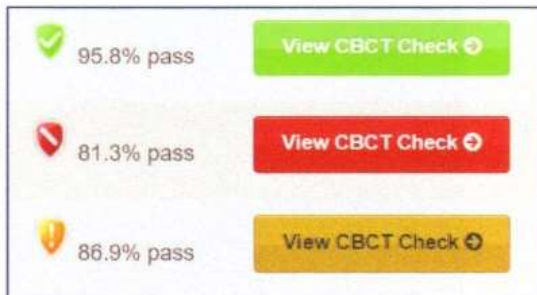 95.8% pass View CBCT Check
81.3% pass View CBCT Check
86.9% pass View CBCT Check